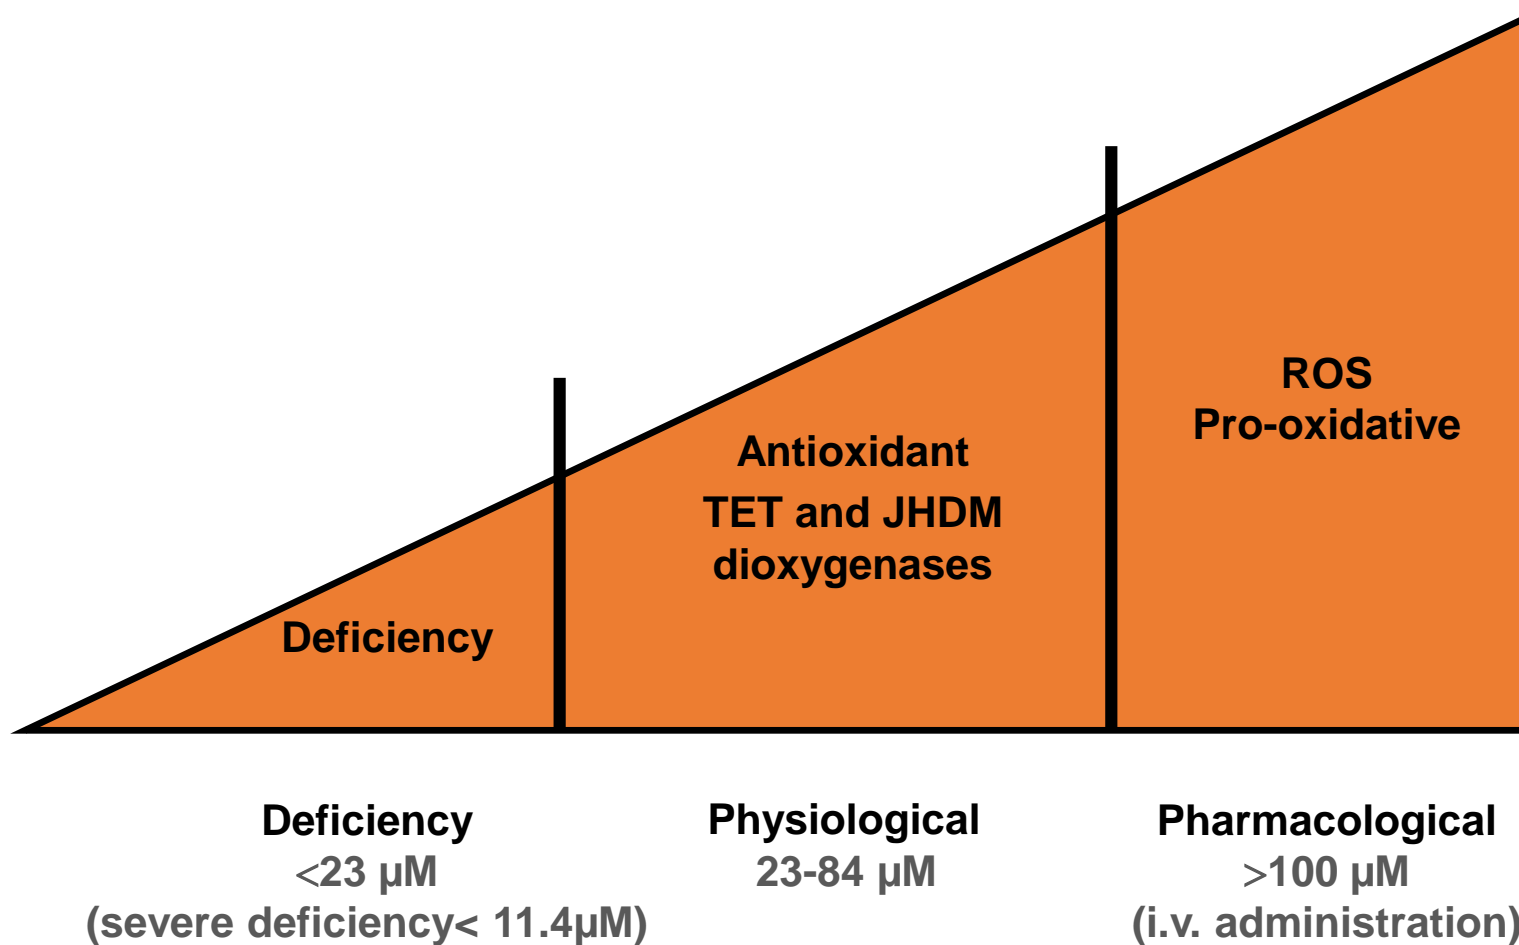 ROS
Pro-oxidative
Antioxidant
TET and JHDM
dioxygenases
Deficiency
Deficiency
<23 µM
(severe deficiency< 11.4µM)
Physiological
23-84 µM
Pharmacological
>100 µM
(i.v. administration)